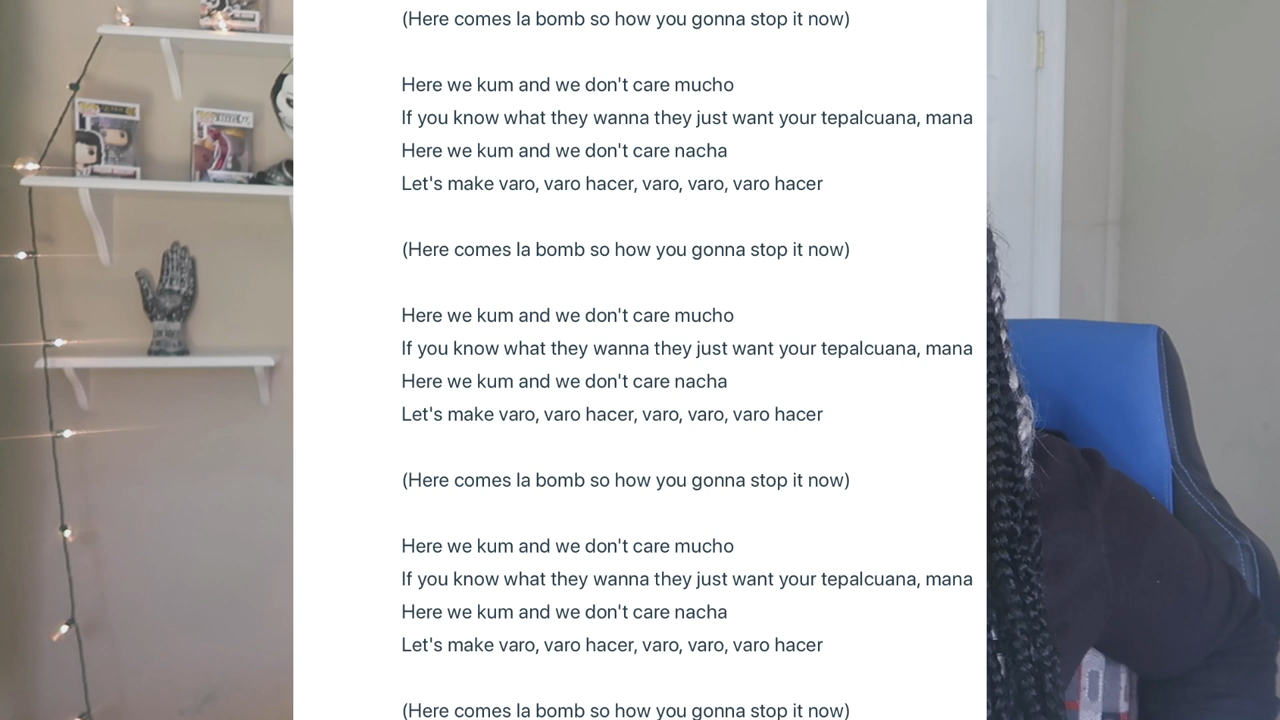 (Here comes la bomb so how you gonna stop it now)
Here we kum and we don't care mucho
If you know what they wanna they just want your tepalcuana, mana
Here we kum and we don't care nacha
Let's make varo, varo hacer, varo, varo, varo hacer
(Here comes la bomb so how you gonna stop it now)
Here we kum and we don't care mucho
If you know what they wanna they just want your tepalcuana, mana
Here we kum and we don't care nacha
Let's make varo, varo hacer, varo, varo, varo hacer
(Here comes la bomb so how you gonna stop it now)
Here we kum and we don't care mucho
If you know what they wanna they just want your tepalcuana, mana
Here we kum and we don't care nacha
Let's make varo, varo hacer, varo, varo, varo hacer
(Here comes la bomb so how you gonna stop it now)